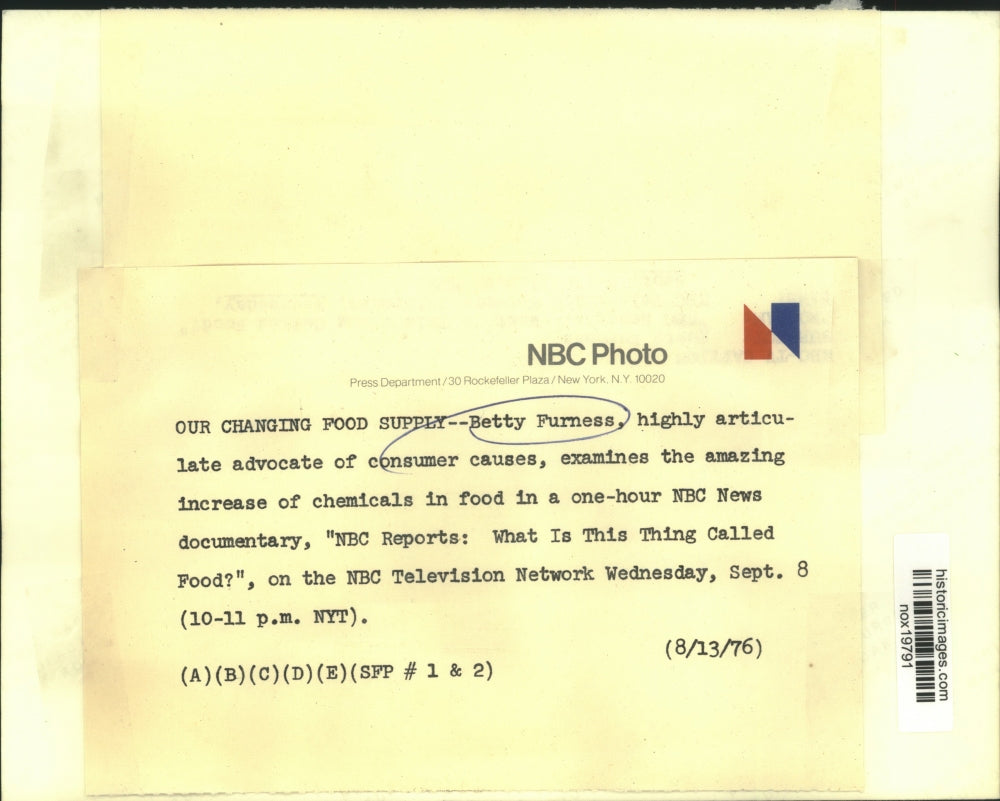 NBC Photo
Press Department/30 Rockefeller Plaza/New York, N.Y. 10020
OUR CHANGING FOOD SUPPLY--Betty Furness, highly articu-
late advocate of consumer causes, examines the amazing
increase of chemicals in food in a one-hour NBC News
documentary, "NBC Reports:  What Is This Thing Called
Food?", on the NBC Television Network Wednesday, Sept. 8
(10-11 p.m. NYT).
(8/13/76)
(A)(B)(C)(D)(E)(SFP # 1 & 2)
historicimages.com
nox19791